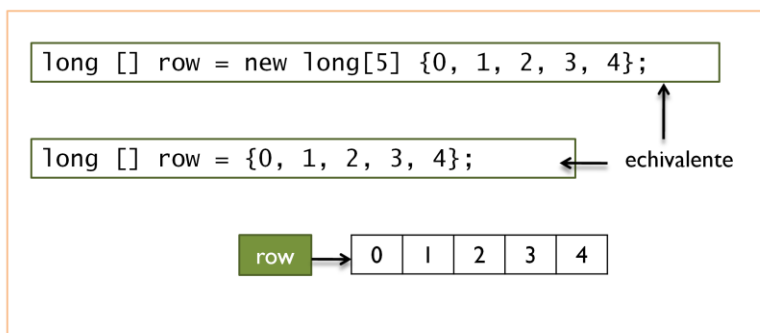 long [] row = new long[5] {0, 1, 2, 3, 4};
long [] row = {0, 1, 2, 3, 4};
echivalente
row 0 1 2 3 4